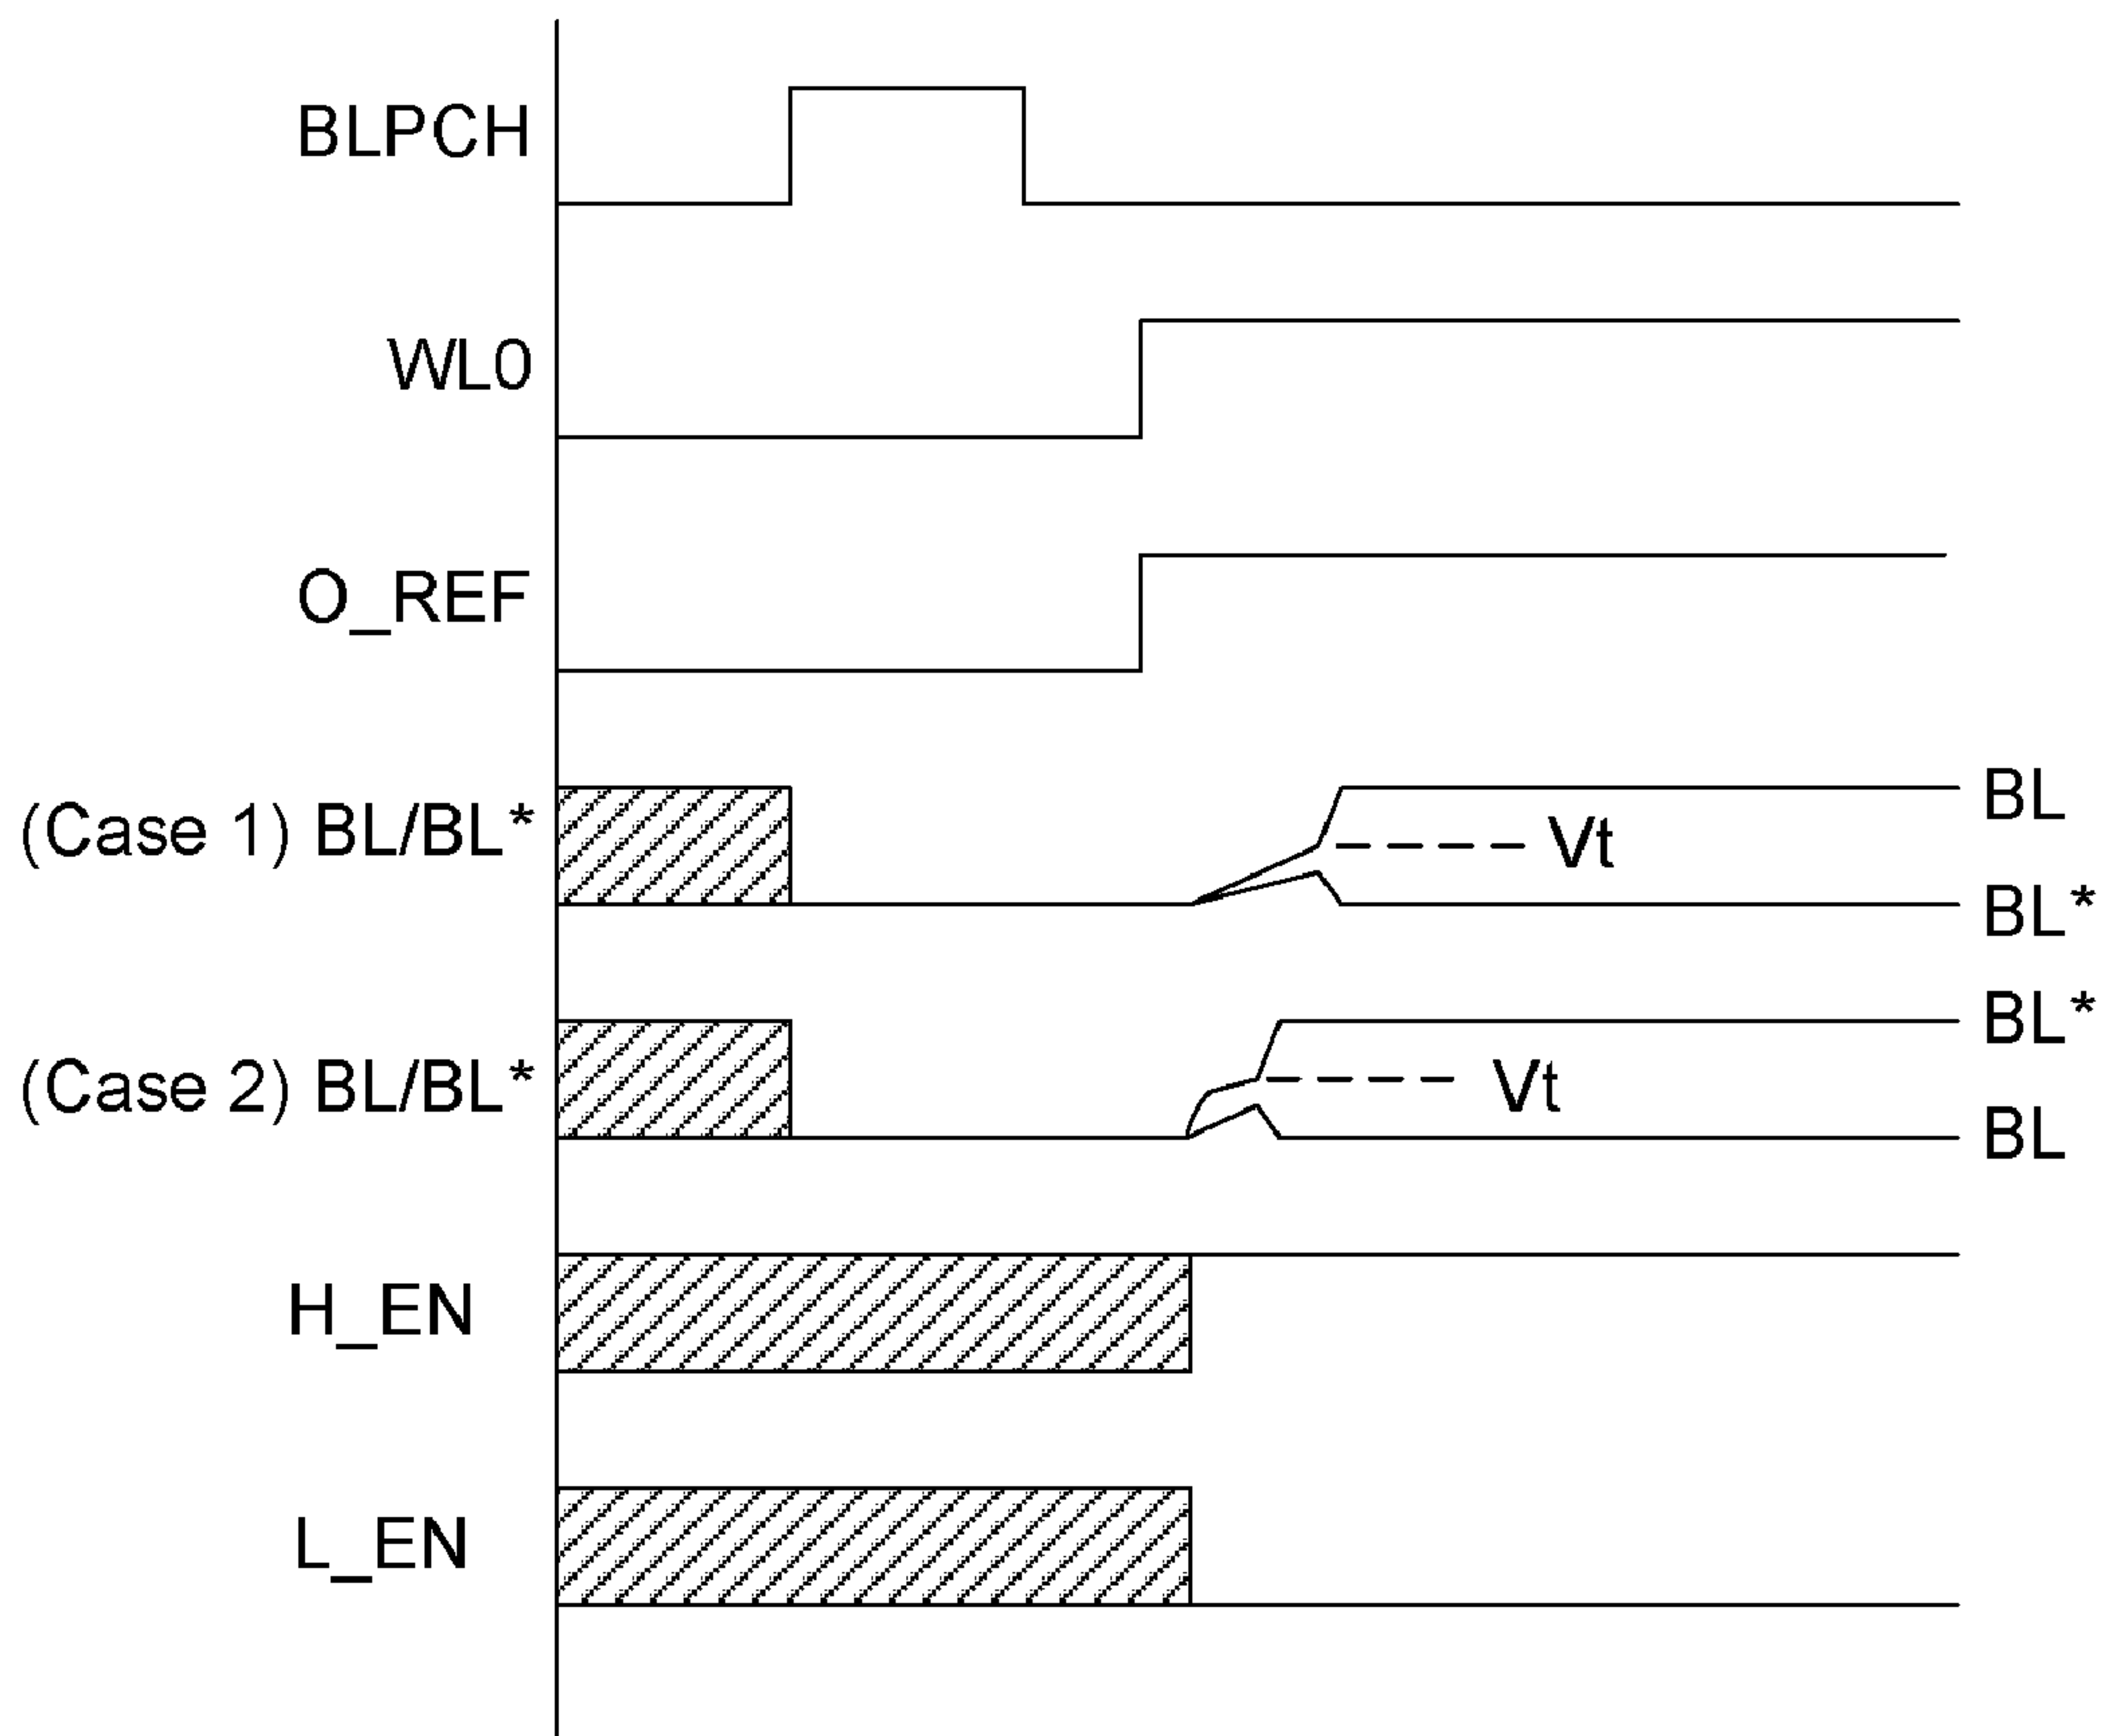 BLPCH
WL0
O_REF
(Case 1) BL/BL*
BL
Vt
BL*
(Case 2) BL/BL*
BL*
Vt
BL
H_EN
L_EN